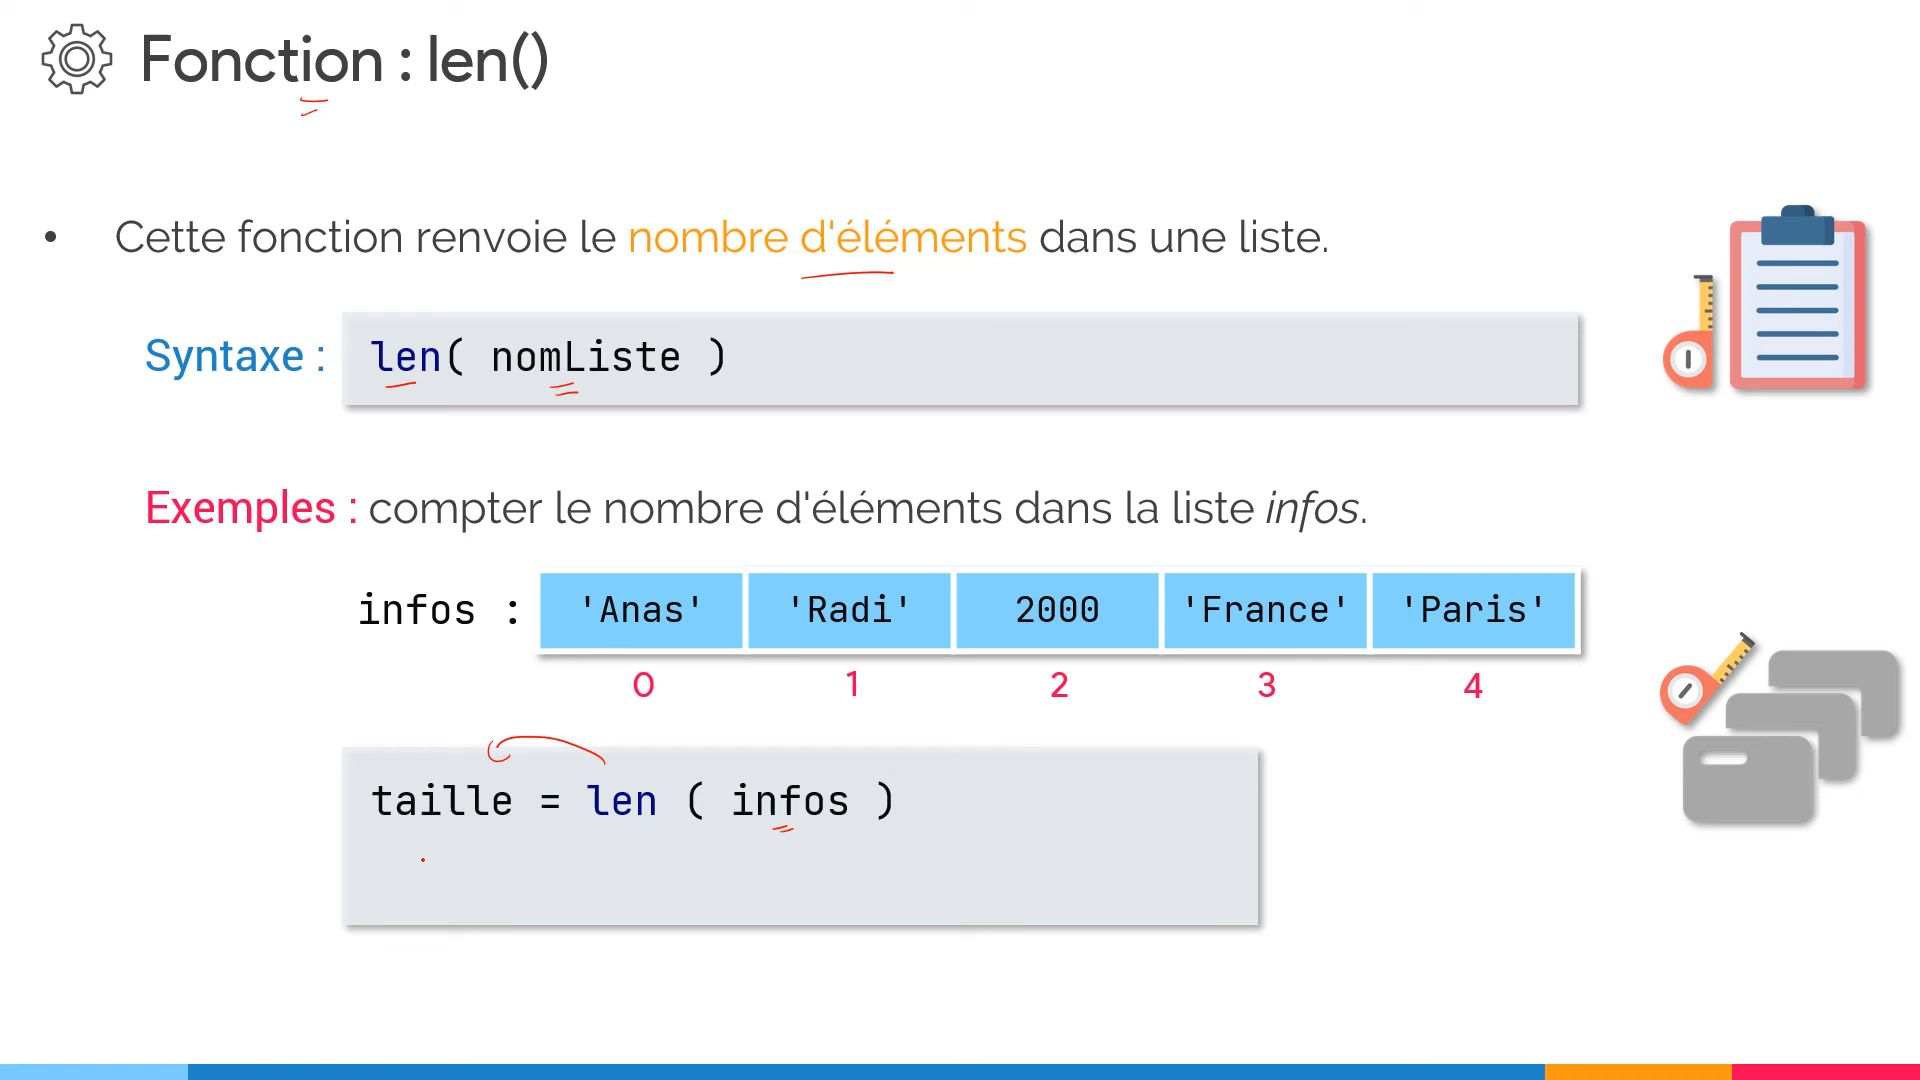 Fonction : len()
• Cette fonction renvoie le nombre d'éléments dans une liste.
Syntaxe : len( nomListe )
Exemples : compter le nombre d'éléments dans la liste infos.
infos : 'Anas' 'Radi' 2000 'France' 'Paris'
0 1 2 3 4
taille = len ( infos )